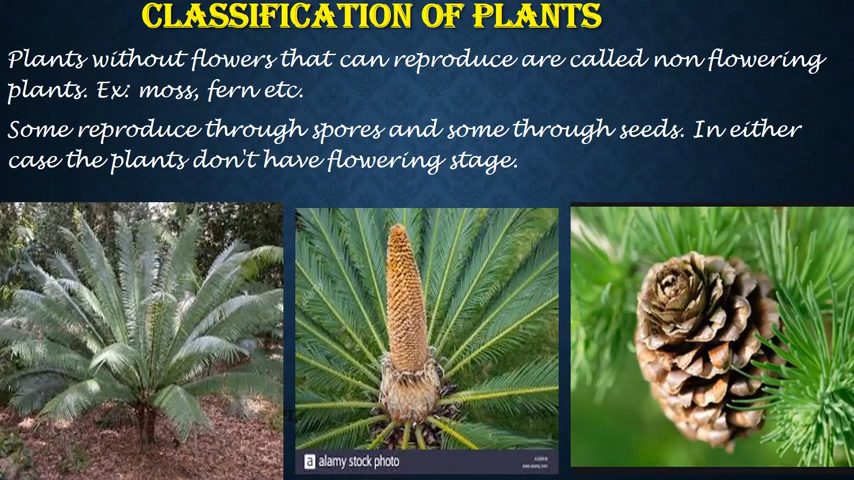 CLASSIFICATION OF PLANTS
Plants without flowers that can reproduce are called non flowering
plants. Ex: moss, fern etc.
Some reproduce through spores and some through seeds. In either
case the plants don't have flowering stage.
a alamy stock photo